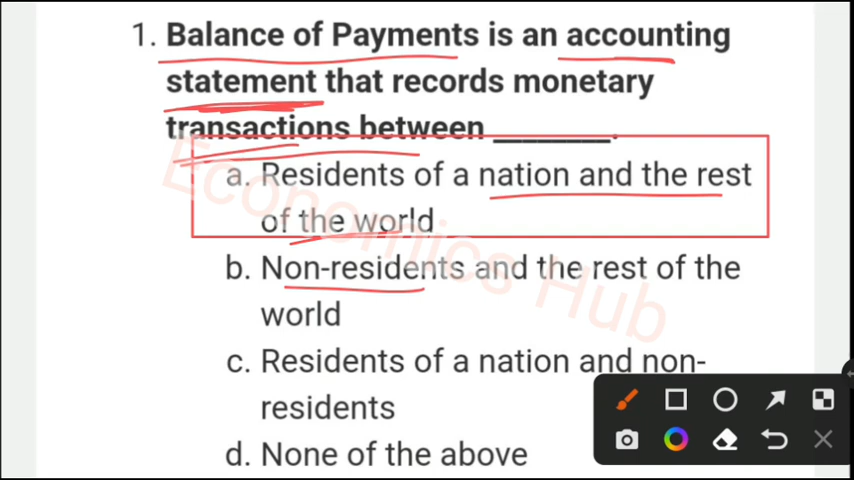 1. Balance of Payments is an accounting
statement that records monetary
transactions between ________.
a. Residents of a nation and the rest
of the world
b. Non-residents and the rest of the
world
c. Residents of a nation and non-
residents
d. None of the above
Economics Hub